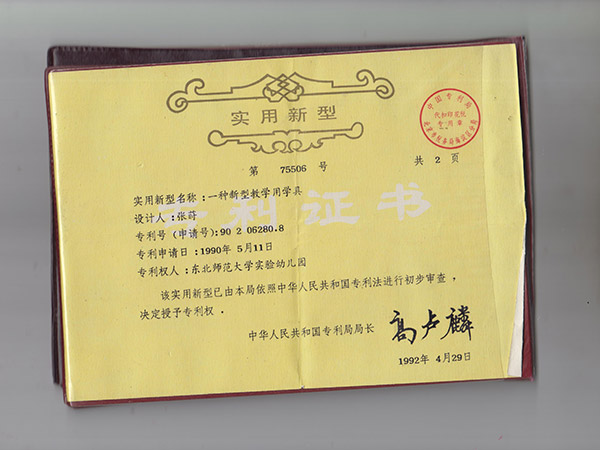 实用新型
中国专利局
第 75506 号
共 2 页
实用新型名称：一种新型教学用学具
设计人：张蒔
专利号（申请号）：90 2 06280.8
专利申请日：1990年 5月11日
专利权人：东北师范大学实验幼儿园
专利证书
该实用新型已由本局依照中华人民共和国专利法进行初步审查，
决定授予专利权．
中华人民共和国专利局局长
高卢麟
1992年 4月29日